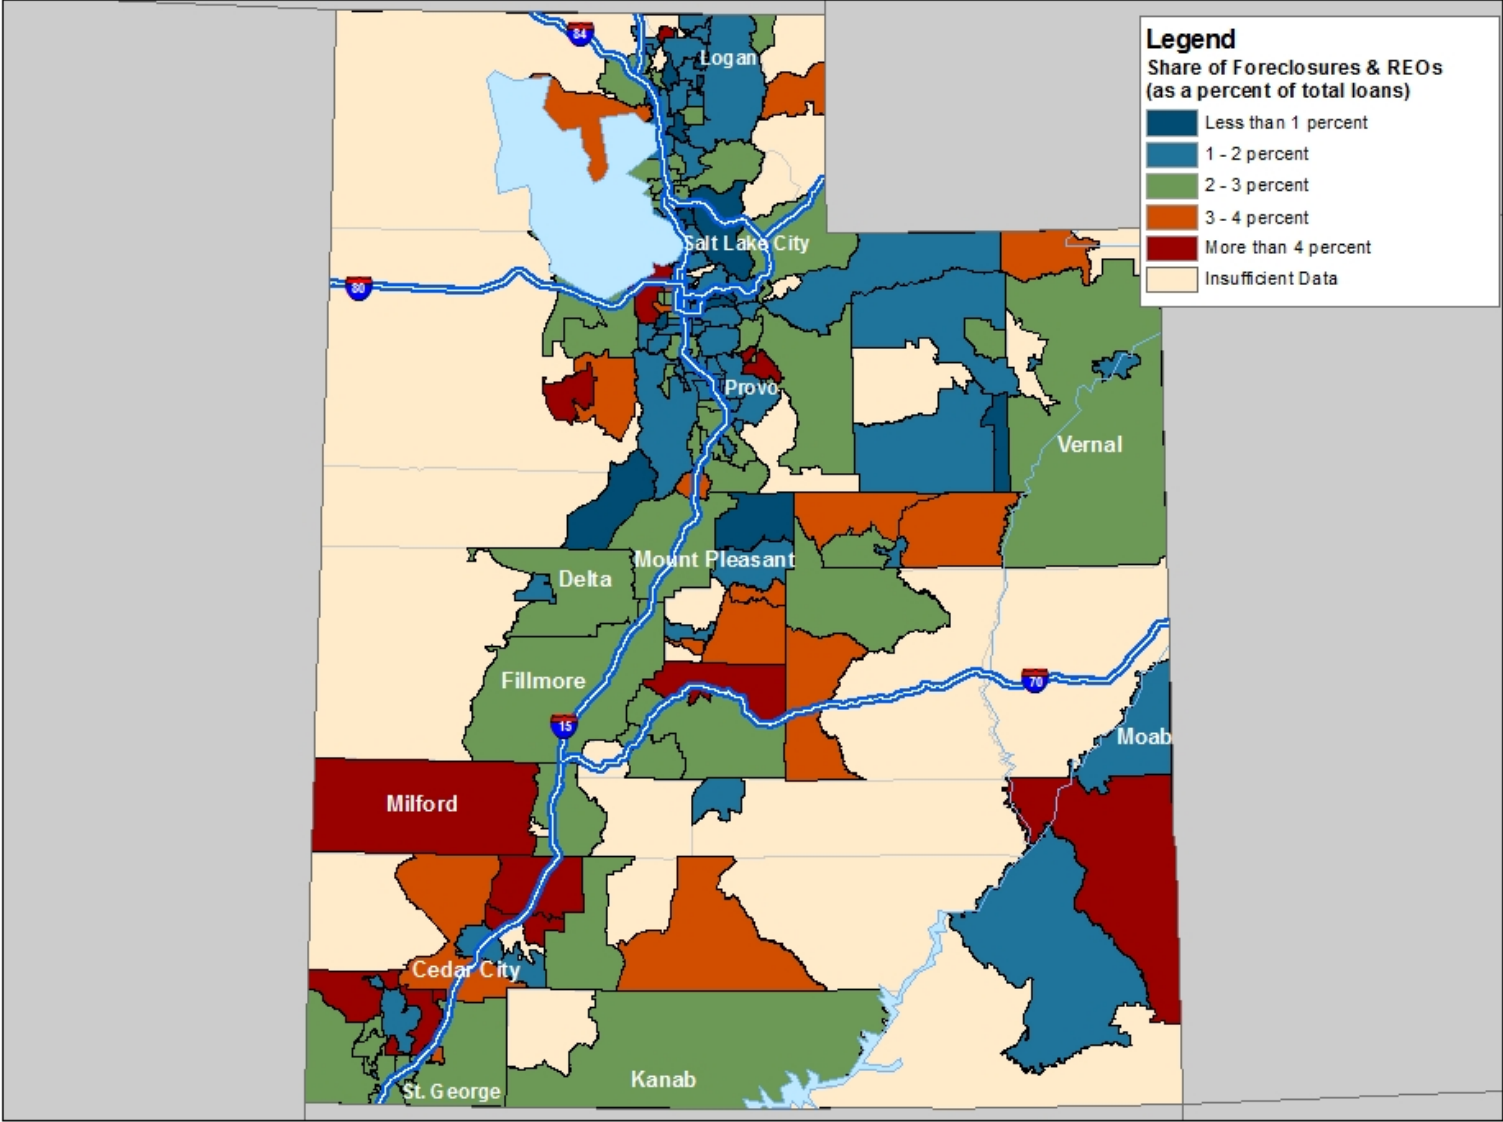 Legend
Share of Foreclosures & REOs
(as a percent of total loans)
Less than 1 percent
1 - 2 percent
2 - 3 percent
3 - 4 percent
More than 4 percent
Insufficient Data
84
Logan
Salt Lake City
80
Provo
Vernal
Mount Pleasant
Delta
Fillmore
70
15
Moab
Milford
Cedar City
Kanab
St. George